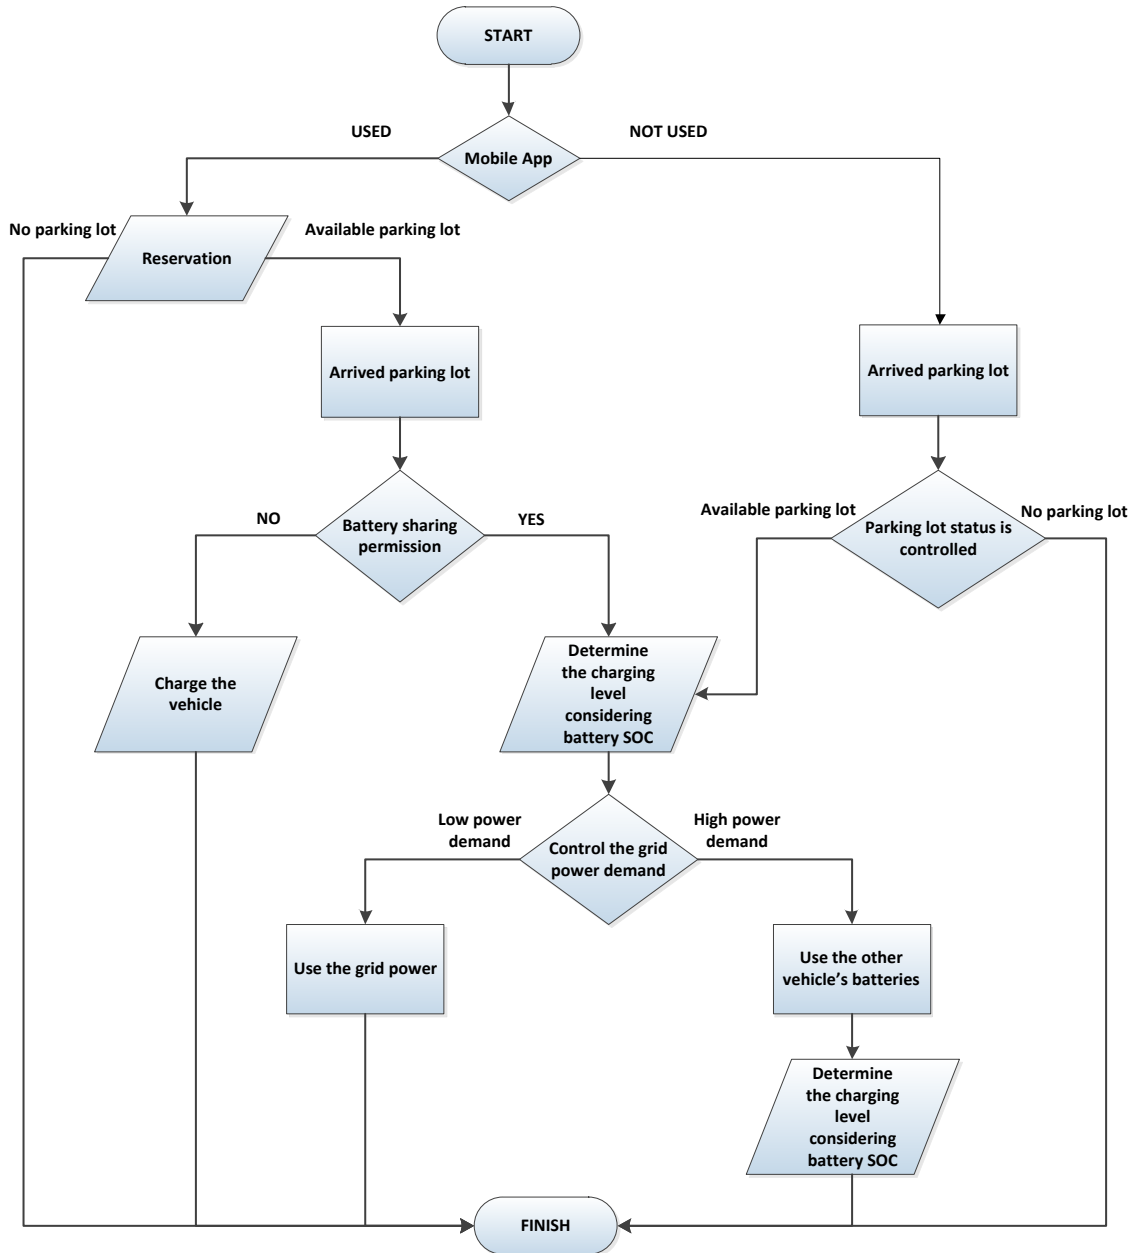 START
USED
NOT USED
Mobile App
No parking lot
Available parking lot
Reservation
Arrived parking lot
Arrived parking lot
Available parking lot
No parking lot
NO
Battery sharing
permission
YES
Parking lot status is
controlled
Charge the
vehicle
Determine
the charging
level
considering
battery SOC
Low power
demand
High power
demand
Control the grid
power demand
Use the grid power
Use the other
vehicle’s batteries
Determine
the charging
level
considering
battery SOC
FINISH